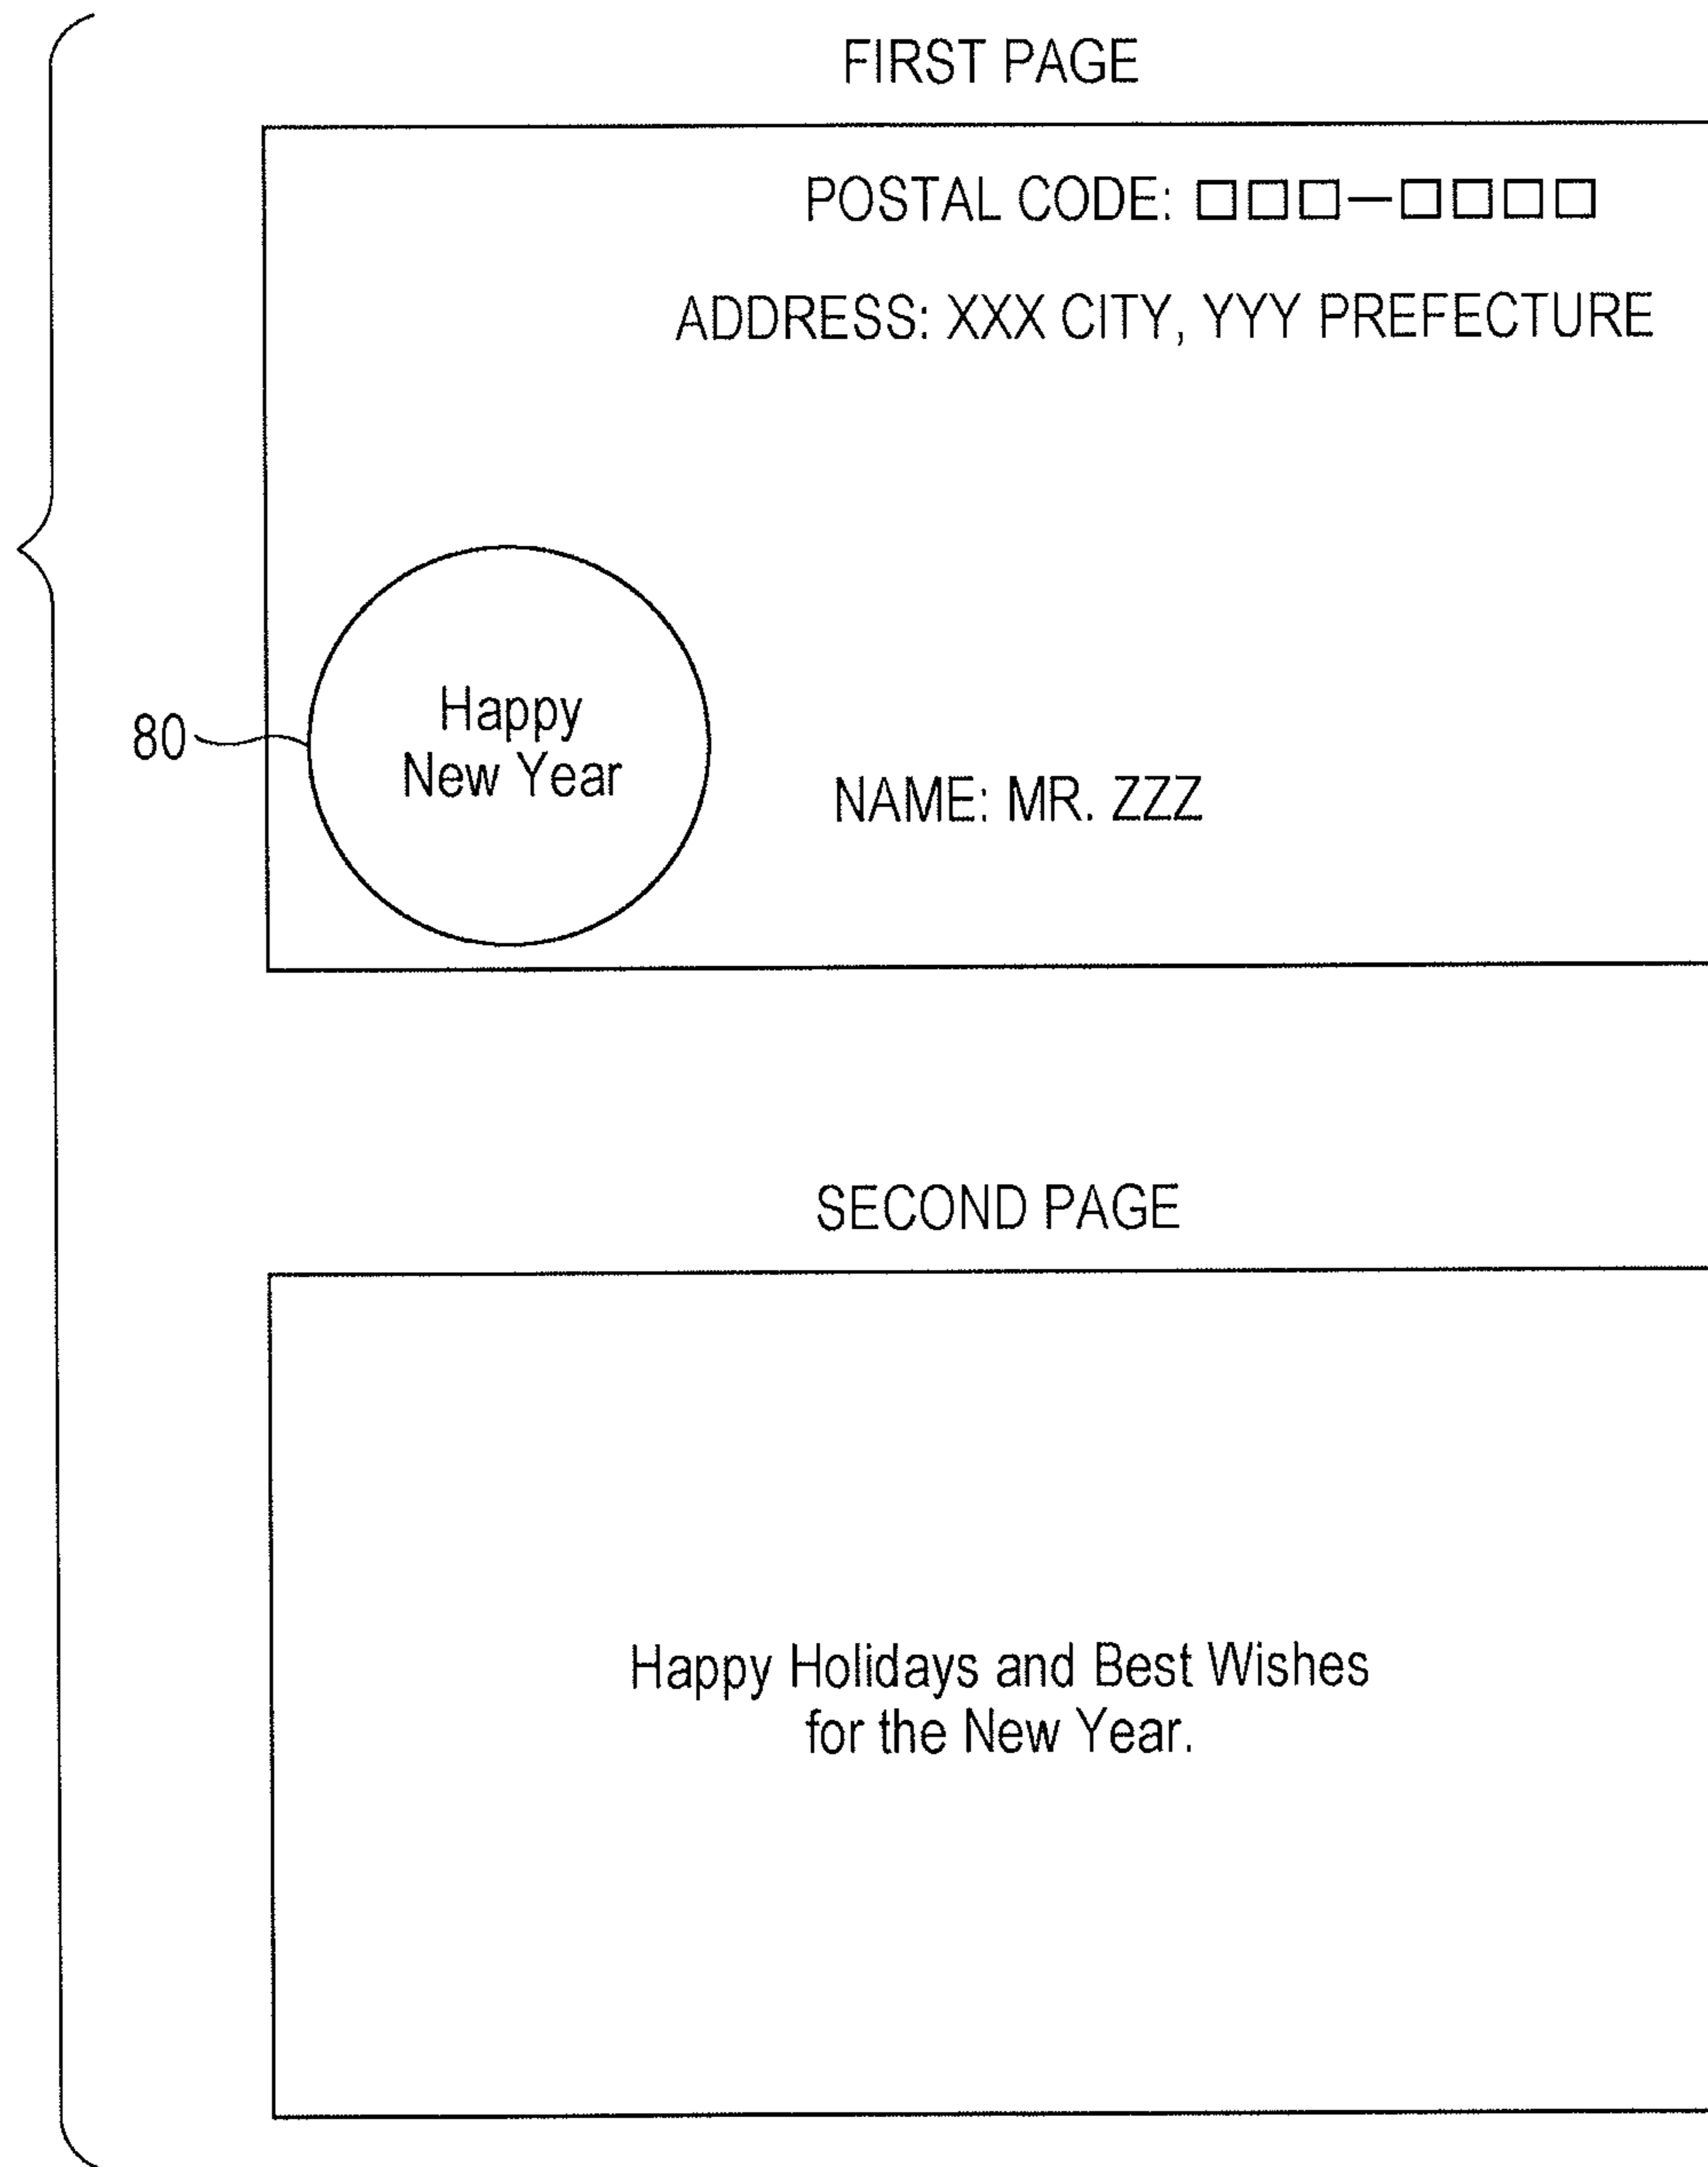 FIRST PAGE
POSTAL CODE: □□□−□□□□
ADDRESS: XXX CITY, YYY PREFECTURE
Happy
New Year
80
NAME: MR. ZZZ
SECOND PAGE
Happy Holidays and Best Wishes
for the New Year.